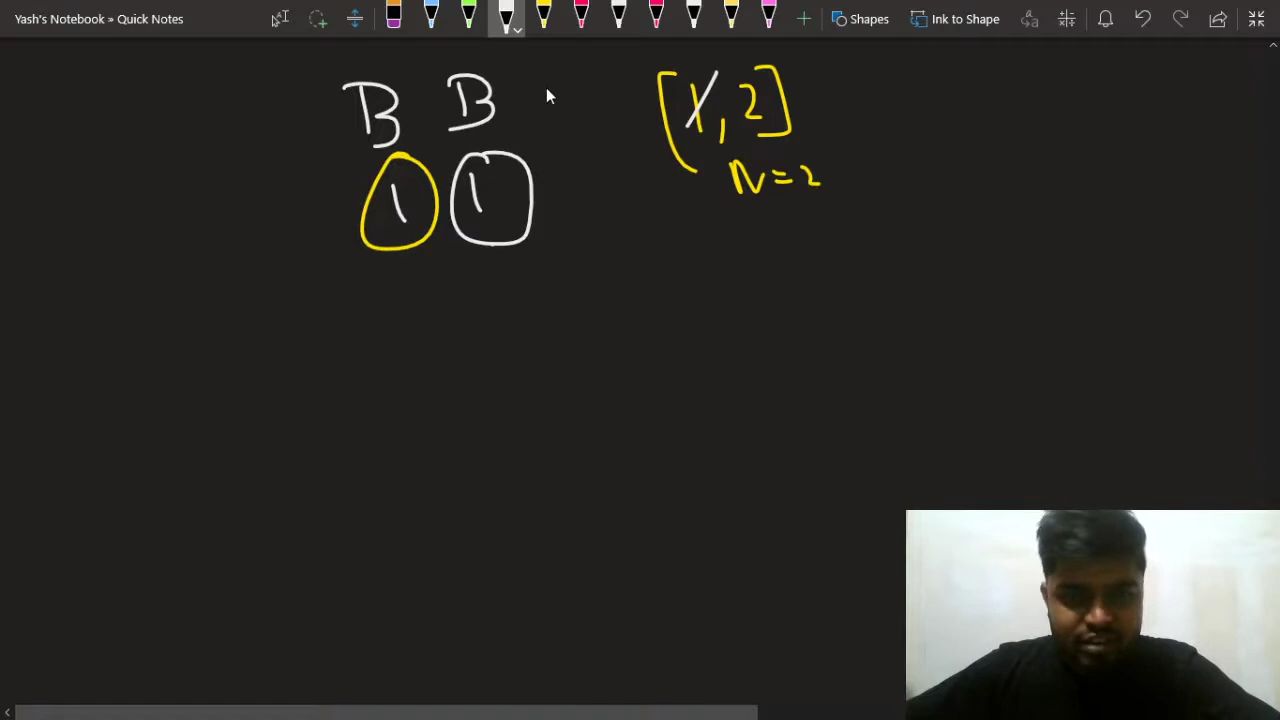 Yash's Notebook » Quick Notes
Shapes
Ink to Shape
B B
[1, 2]
N=2
1 1